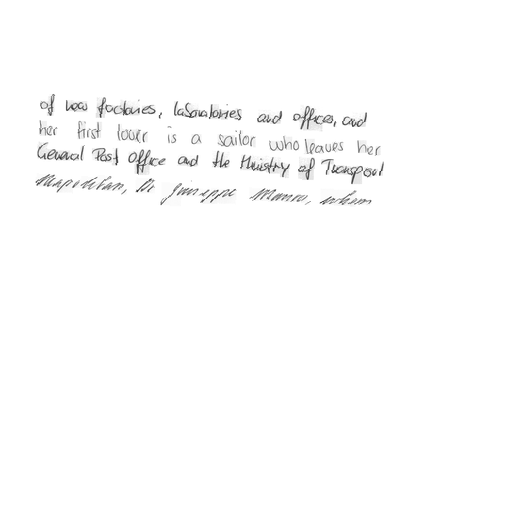 of new factories, laboratories and offices, and
her first lover is a sailor who leaves her
General Post Office and the Ministry of Transport
Neapolitan, Dr Giuseppe Manno, whom